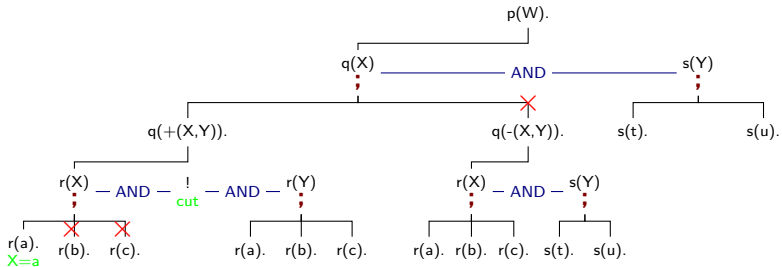 p(W).
q(X) AND s(Y)
; ;
q(+(X,Y)). q(-(X,Y)). s(t). s(u).
r(X) AND ! AND r(Y) r(X) AND s(Y)
; cut ; ; ;
r(a). r(b). r(c). r(a). r(b). r(c). r(a). r(b). r(c). s(t). s(u).
X=a